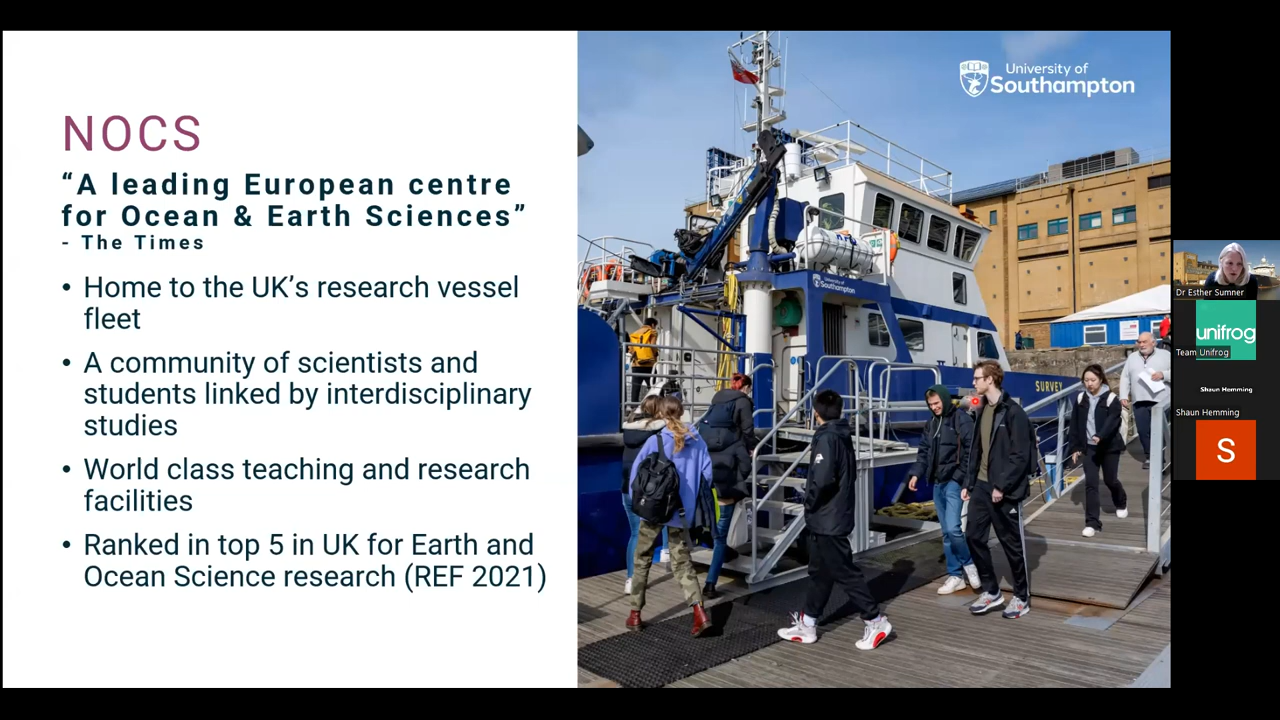 NOCS
“A leading European centre
for Ocean & Earth Sciences”
- The Times
• Home to the UK’s research vessel
fleet
• A community of scientists and
students linked by interdisciplinary
studies
• World class teaching and research
facilities
• Ranked in top 5 in UK for Earth and
Ocean Science research (REF 2021)
University of
Southampton
University of
Southampton
SURVEY
Dr Esther Sumner
unifrog
Team Unifrog
Shaun Hemming
Shaun Hemming
S